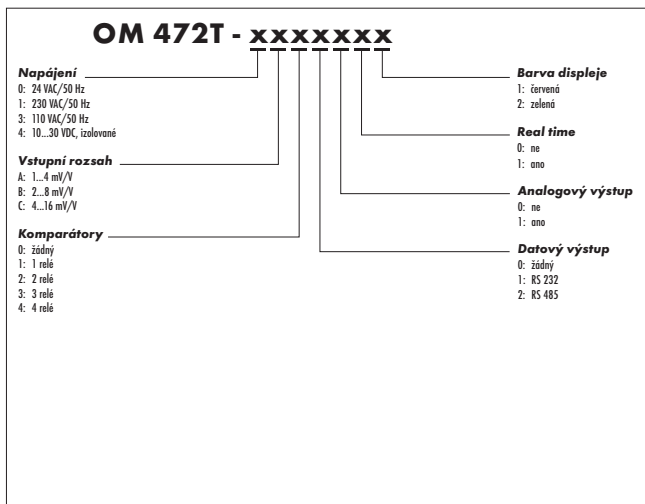 OM 472T - xxxxxxx
Napájení
0: 24 VAC/50 Hz
1: 230 VAC/50 Hz
3: 110 VAC/50 Hz
4: 10...30 VDC, izolované
Vstupní rozsah
A: 1...4 mV/V
B: 2...8 mV/V
C: 4...16 mV/V
Komparátory
0: žádný
1: 1 relé
2: 2 relé
3: 3 relé
4: 4 relé
Barva displeje
1: červená
2: zelená
Real time
0: ne
1: ano
Analogový výstup
0: ne
1: ano
Datový výstup
0: žádný
1: RS 232
2: RS 485